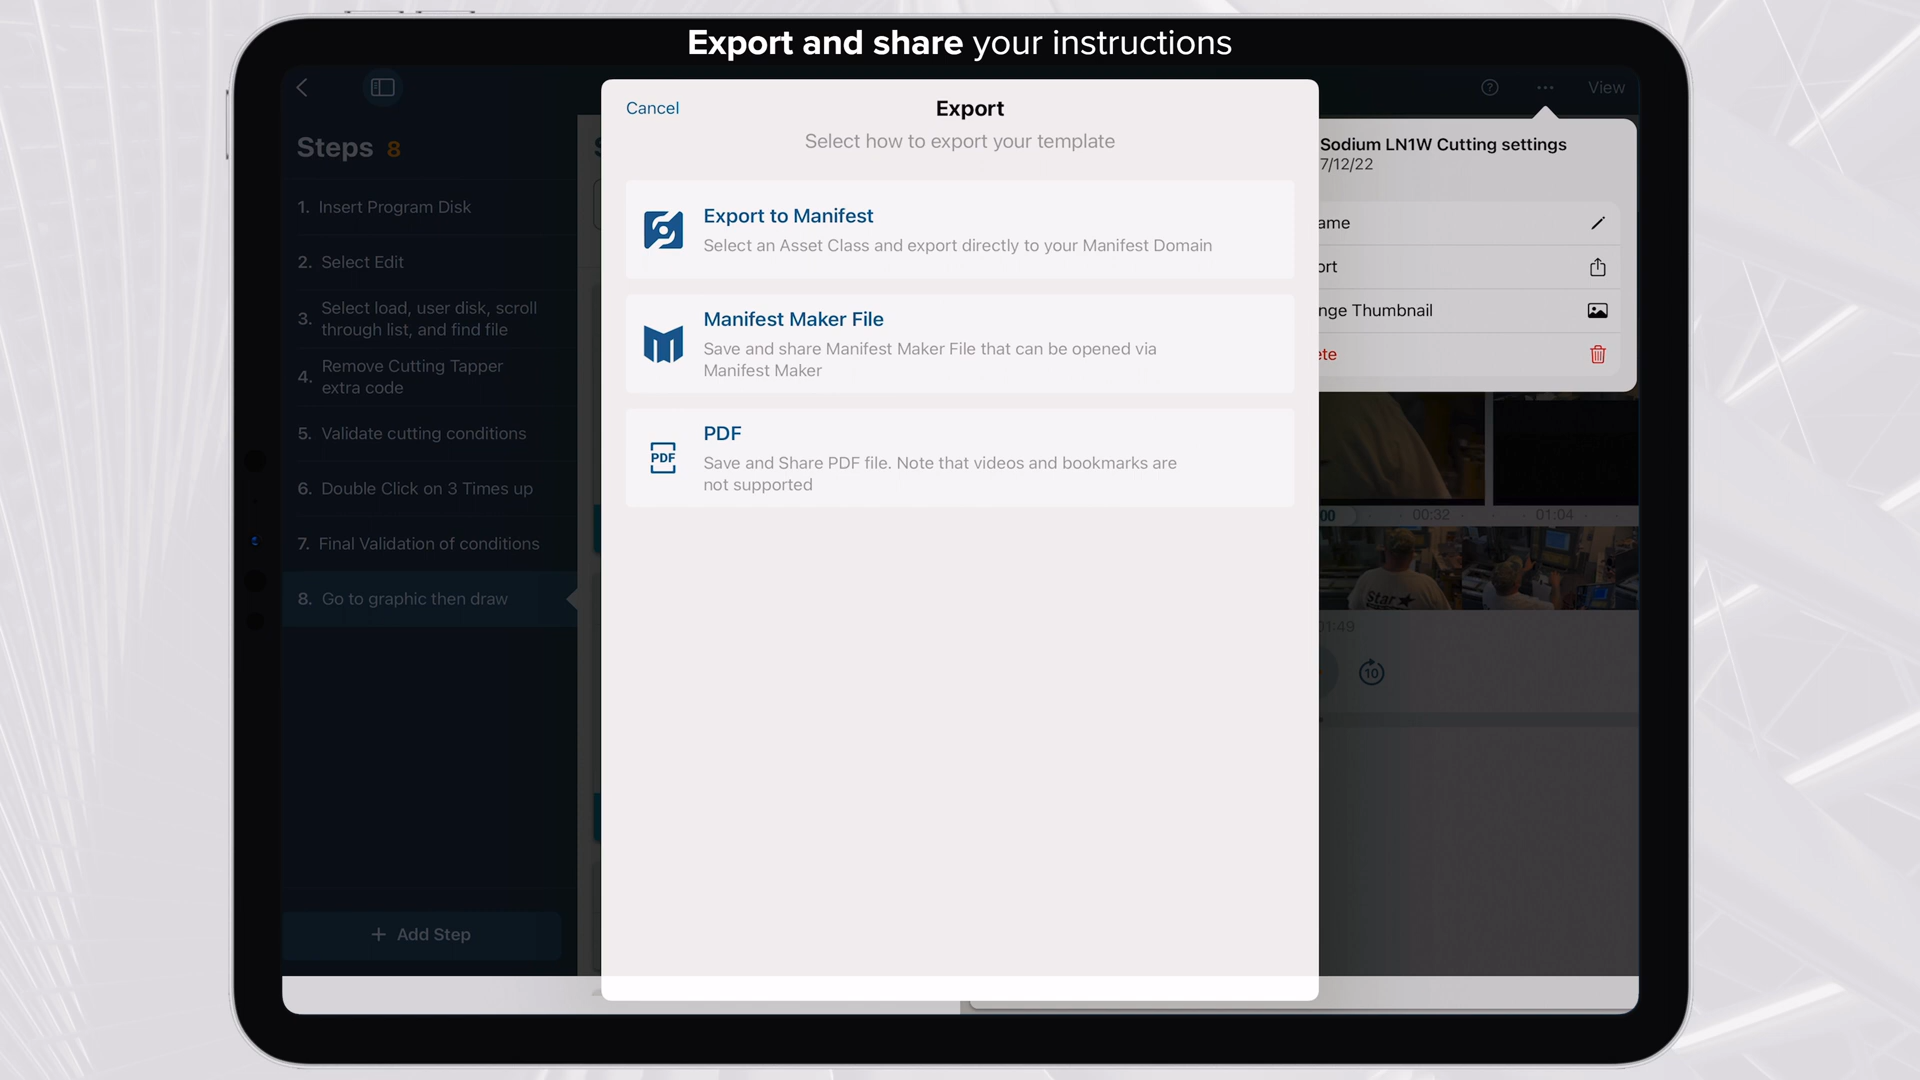 Export and share your instructions
View
Steps 8
1. Insert Program Disk
2. Select Edit
3. Select load, user disk, scroll
through list, and find file
4. Remove Cutting Tapper
extra code
5. Validate cutting conditions
6. Double Click on 3 Times up
7. Final Validation of conditions
8. Go to graphic then draw
+ Add Step
Cancel
Export
Select how to export your template
Export to Manifest
Select an Asset Class and export directly to your Manifest Domain
Manifest Maker File
Save and share Manifest Maker File that can be opened via
Manifest Maker
PDF
PDF
Save and Share PDF file. Note that videos and bookmarks are
not supported
Sodium LN1W Cutting settings
7/12/22
ame
ort
nge Thumbnail
ete
00
00:32
01:04
Star
01:49
10